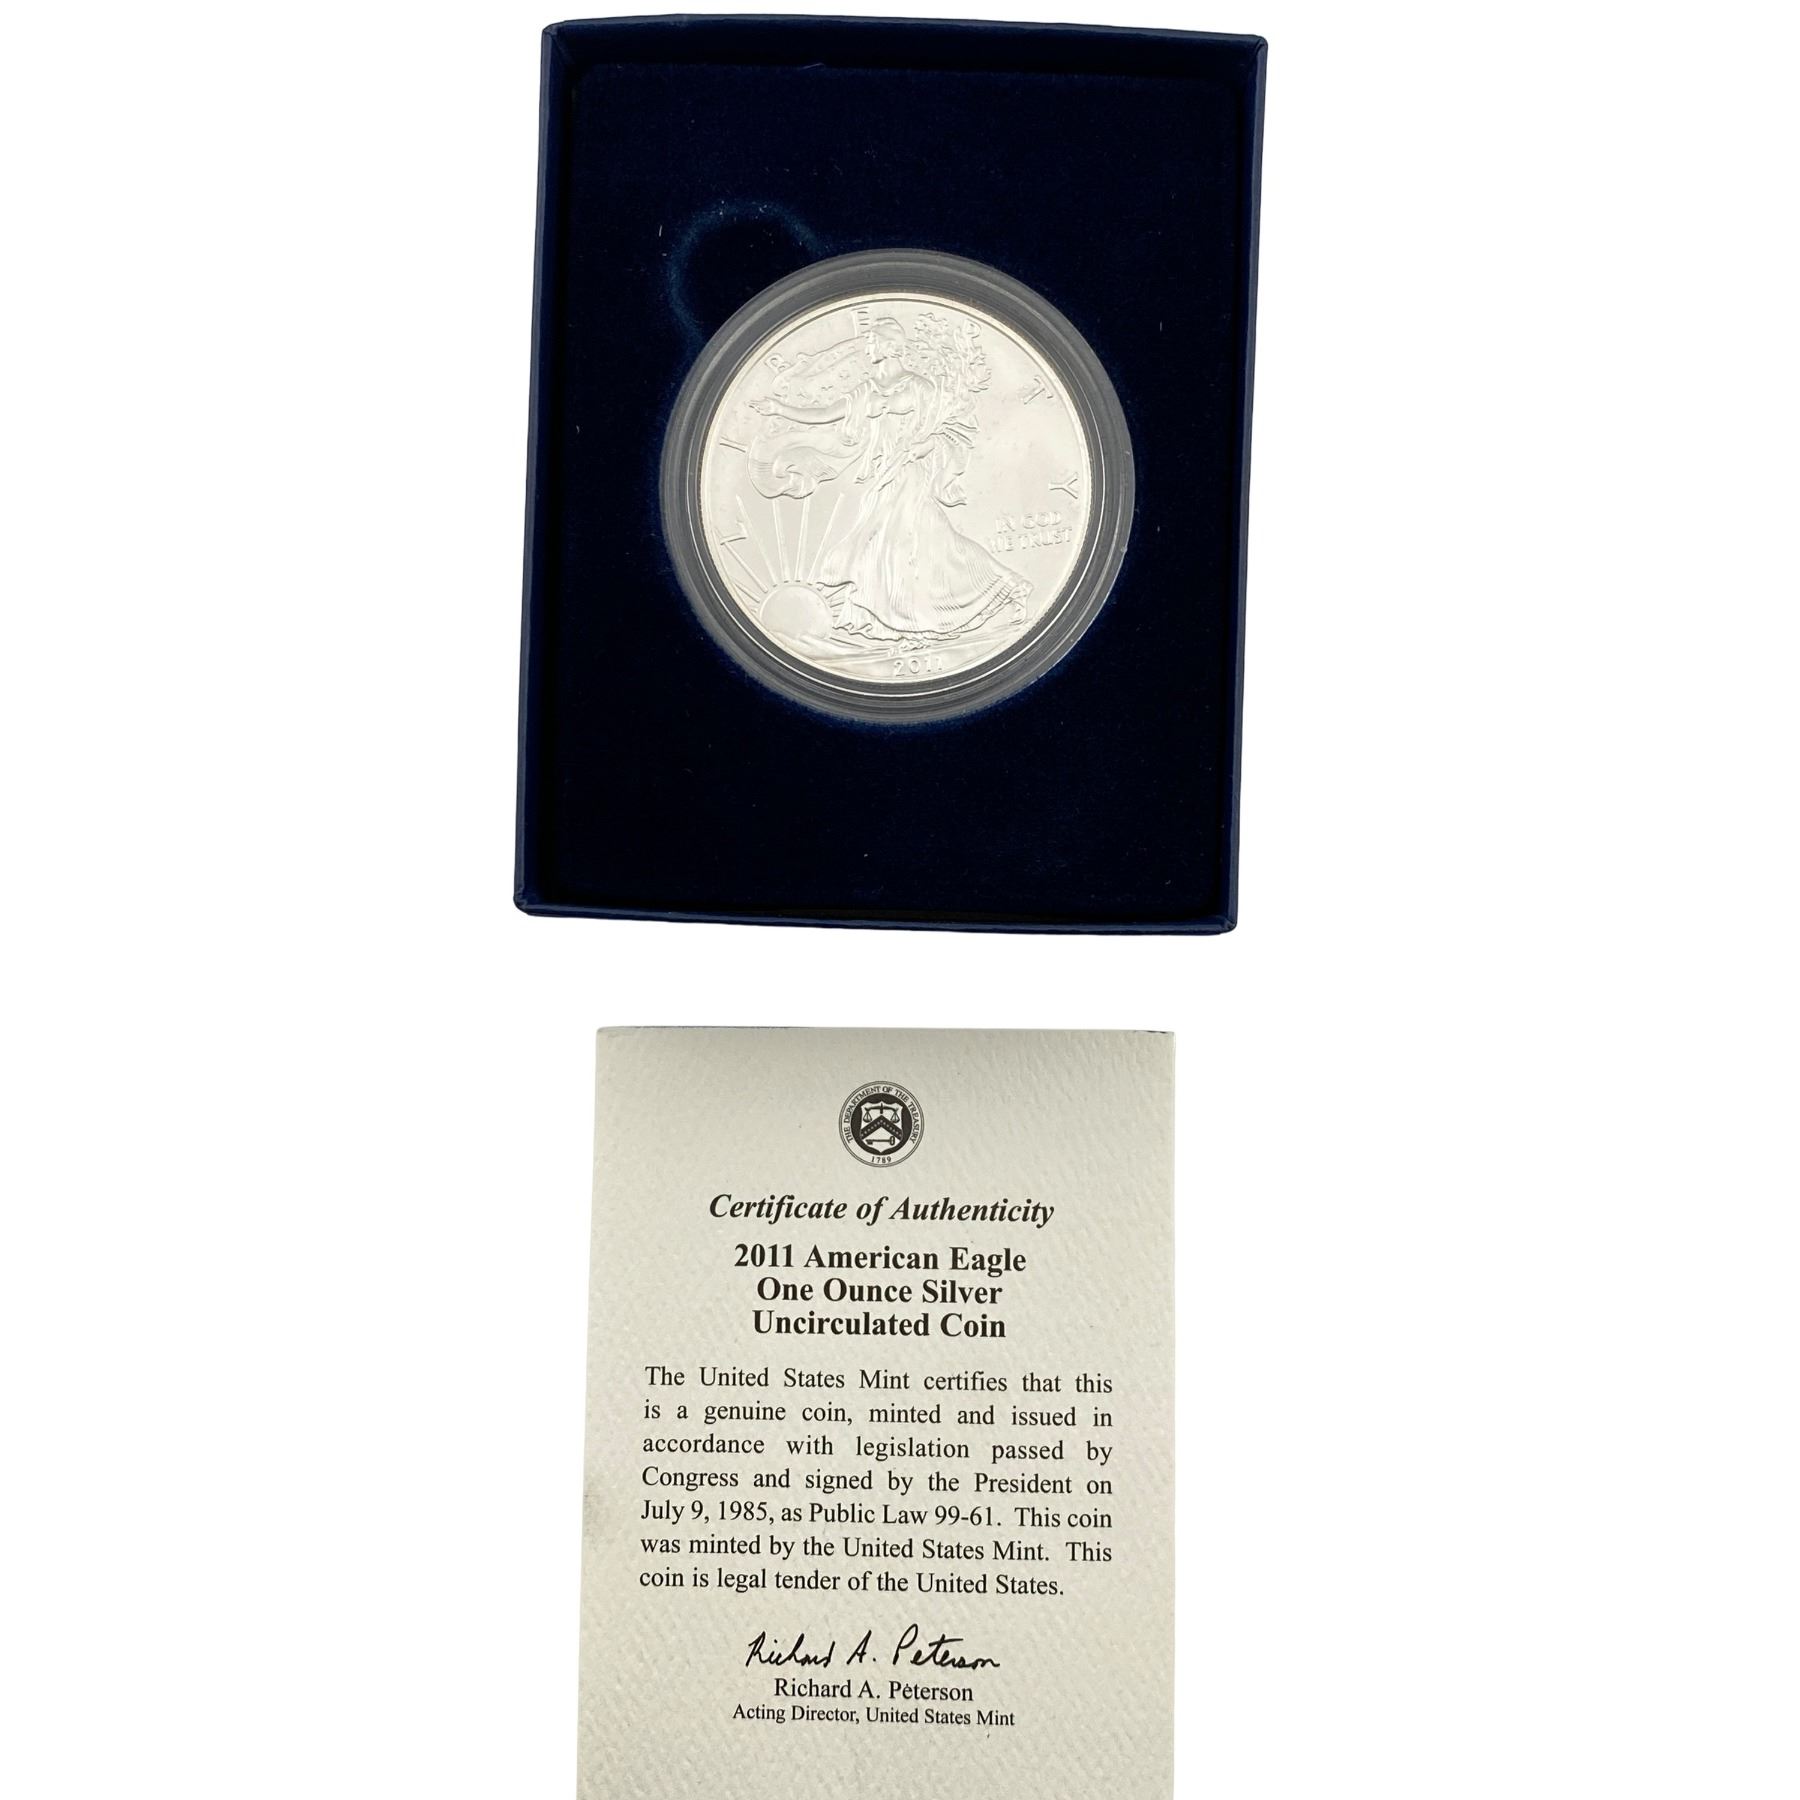 LIBERTY
IN GOD
WE TRUST
2011
THE DEPARTMENT OF THE TREASURY
1789
Certificate of Authenticity
2011 American Eagle
One Ounce Silver
Uncirculated Coin
The United States Mint certifies that this
is a genuine coin, minted and issued in
accordance with legislation passed by
Congress and signed by the President on
July 9, 1985, as Public Law 99-61. This coin
was minted by the United States Mint. This
coin is legal tender of the United States.
Richard A. Peterson
Richard A. Peterson
Acting Director, United States Mint